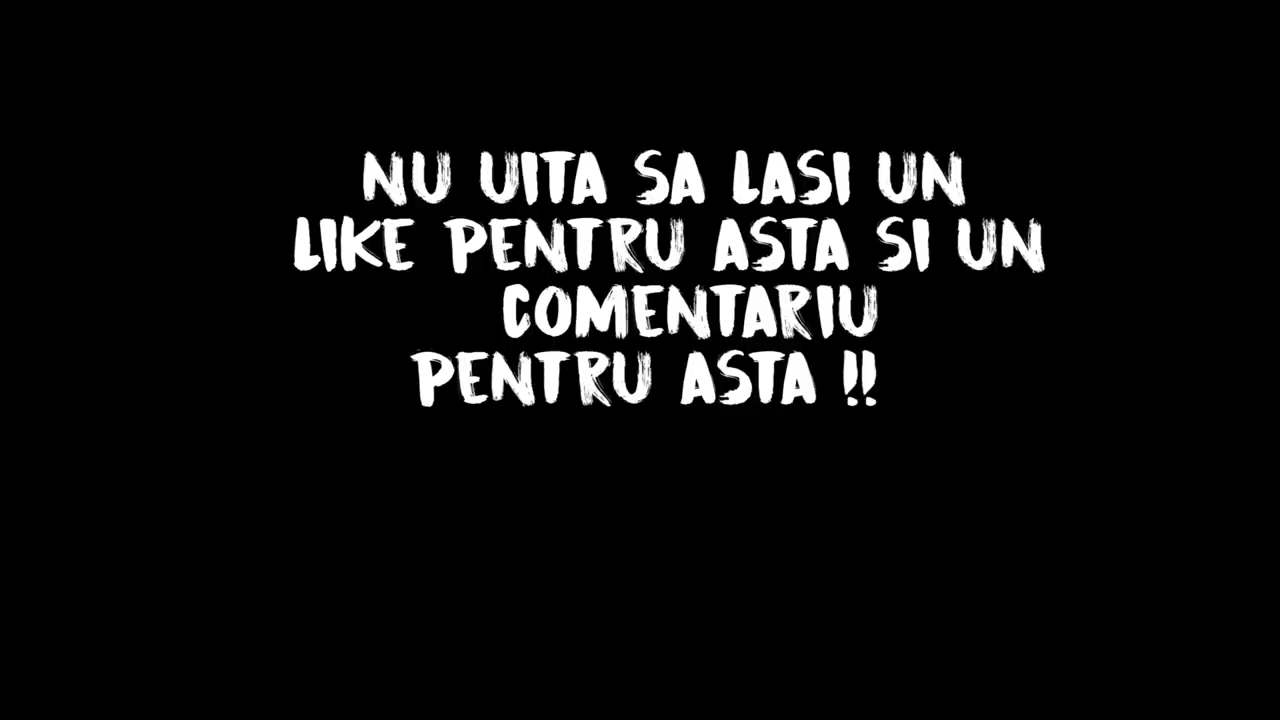 NU UITA SA LASI UN
LIKE PENTRU ASTA SI UN
COMENTARIU
PENTRU ASTA !!